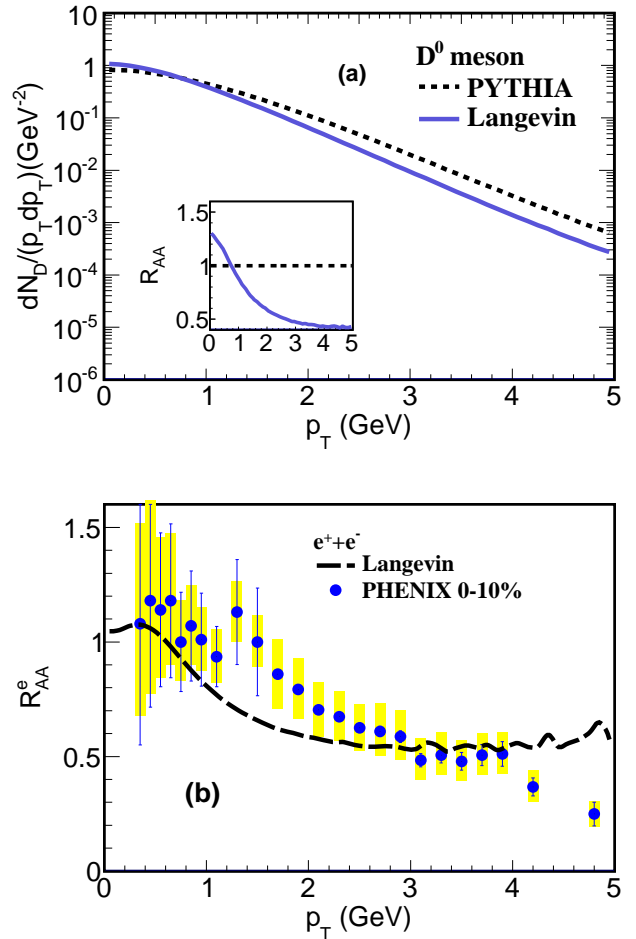 10
1
10^-1
10^-2
10^-3
10^-4
10^-5
10^-6
dN_D/(p_T dp_T)(GeV^-2)
(a)
D^0 meson
PYTHIA
Langevin
1.5
1
0.5
R_AA
0 1 2 3 4 5
0 1 2 3 4 5
p_T (GeV)
1.5
1
0.5
0
R^e_AA
e^++e^-
Langevin
PHENIX 0-10%
(b)
0 1 2 3 4 5
p_T (GeV)